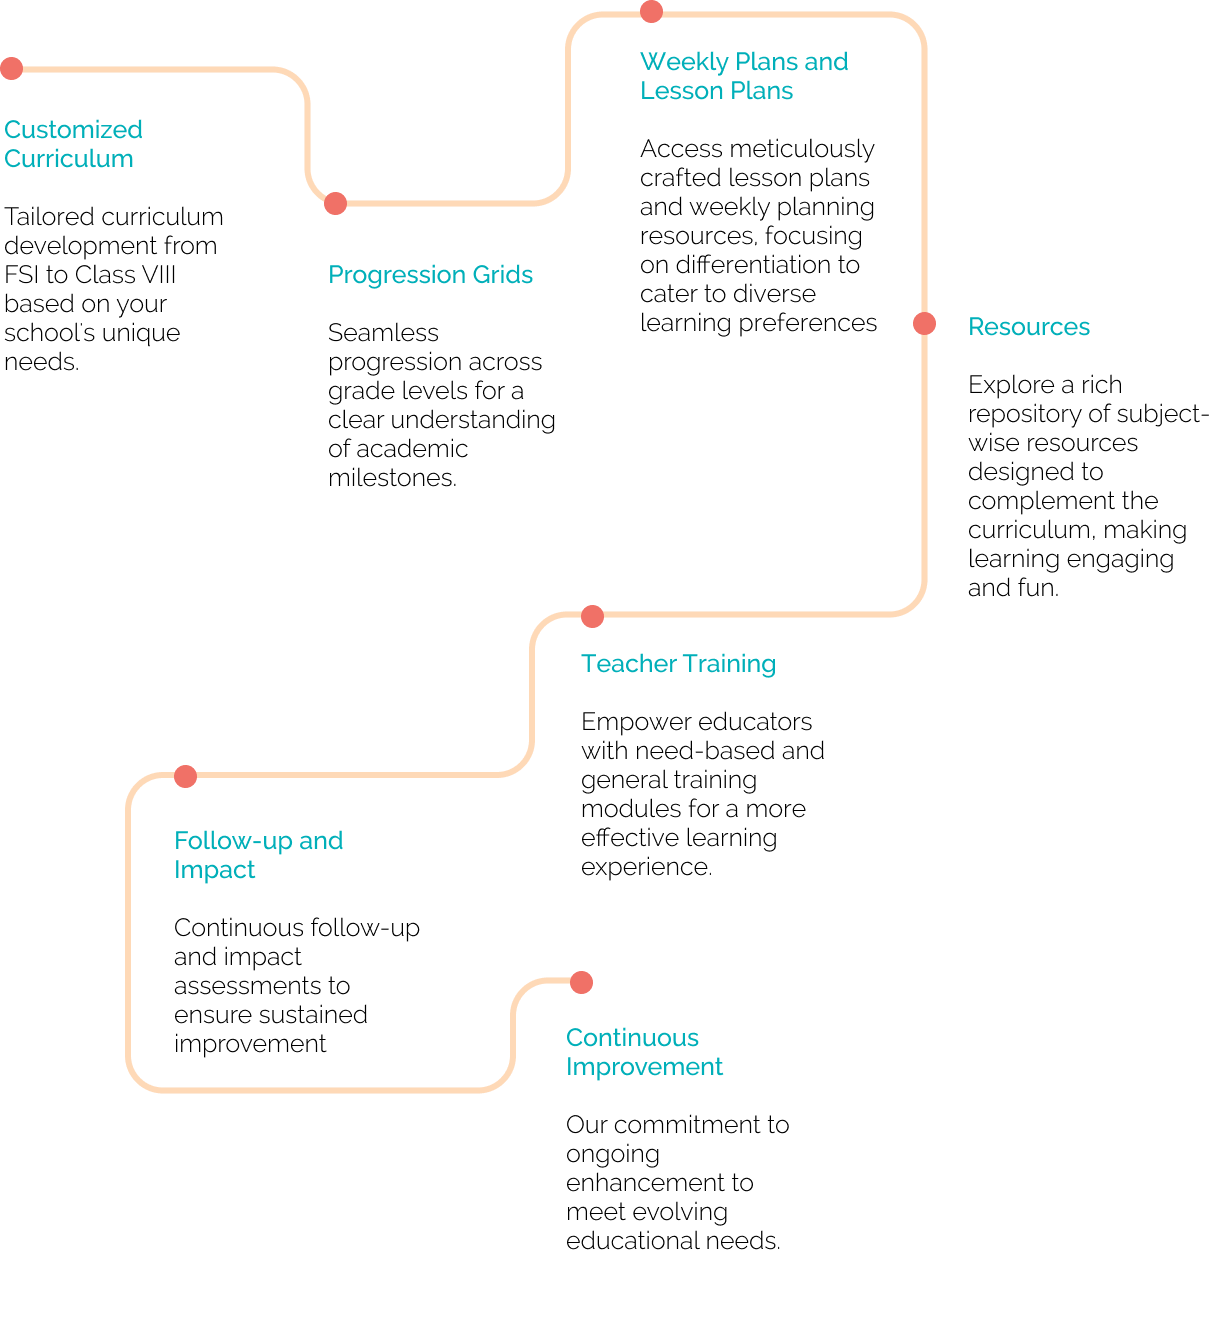 Customized
Curriculum
Tailored curriculum
development from
FSI to Class VIII
based on your
school's unique
needs.
Progression Grids
Seamless
progression across
grade levels for a
clear understanding
of academic
milestones.
Weekly Plans and
Lesson Plans
Access meticulously
crafted lesson plans
and weekly planning
resources, focusing
on differentiation to
cater to diverse
learning preferences
Resources
Explore a rich
repository of subject-
wise resources
designed to
complement the
curriculum, making
learning engaging
and fun.
Teacher Training
Empower educators
with need-based and
general training
modules for a more
effective learning
experience.
Follow-up and
Impact
Continuous follow-up
and impact
assessments to
ensure sustained
improvement
Continuous
Improvement
Our commitment to
ongoing
enhancement to
meet evolving
educational needs.